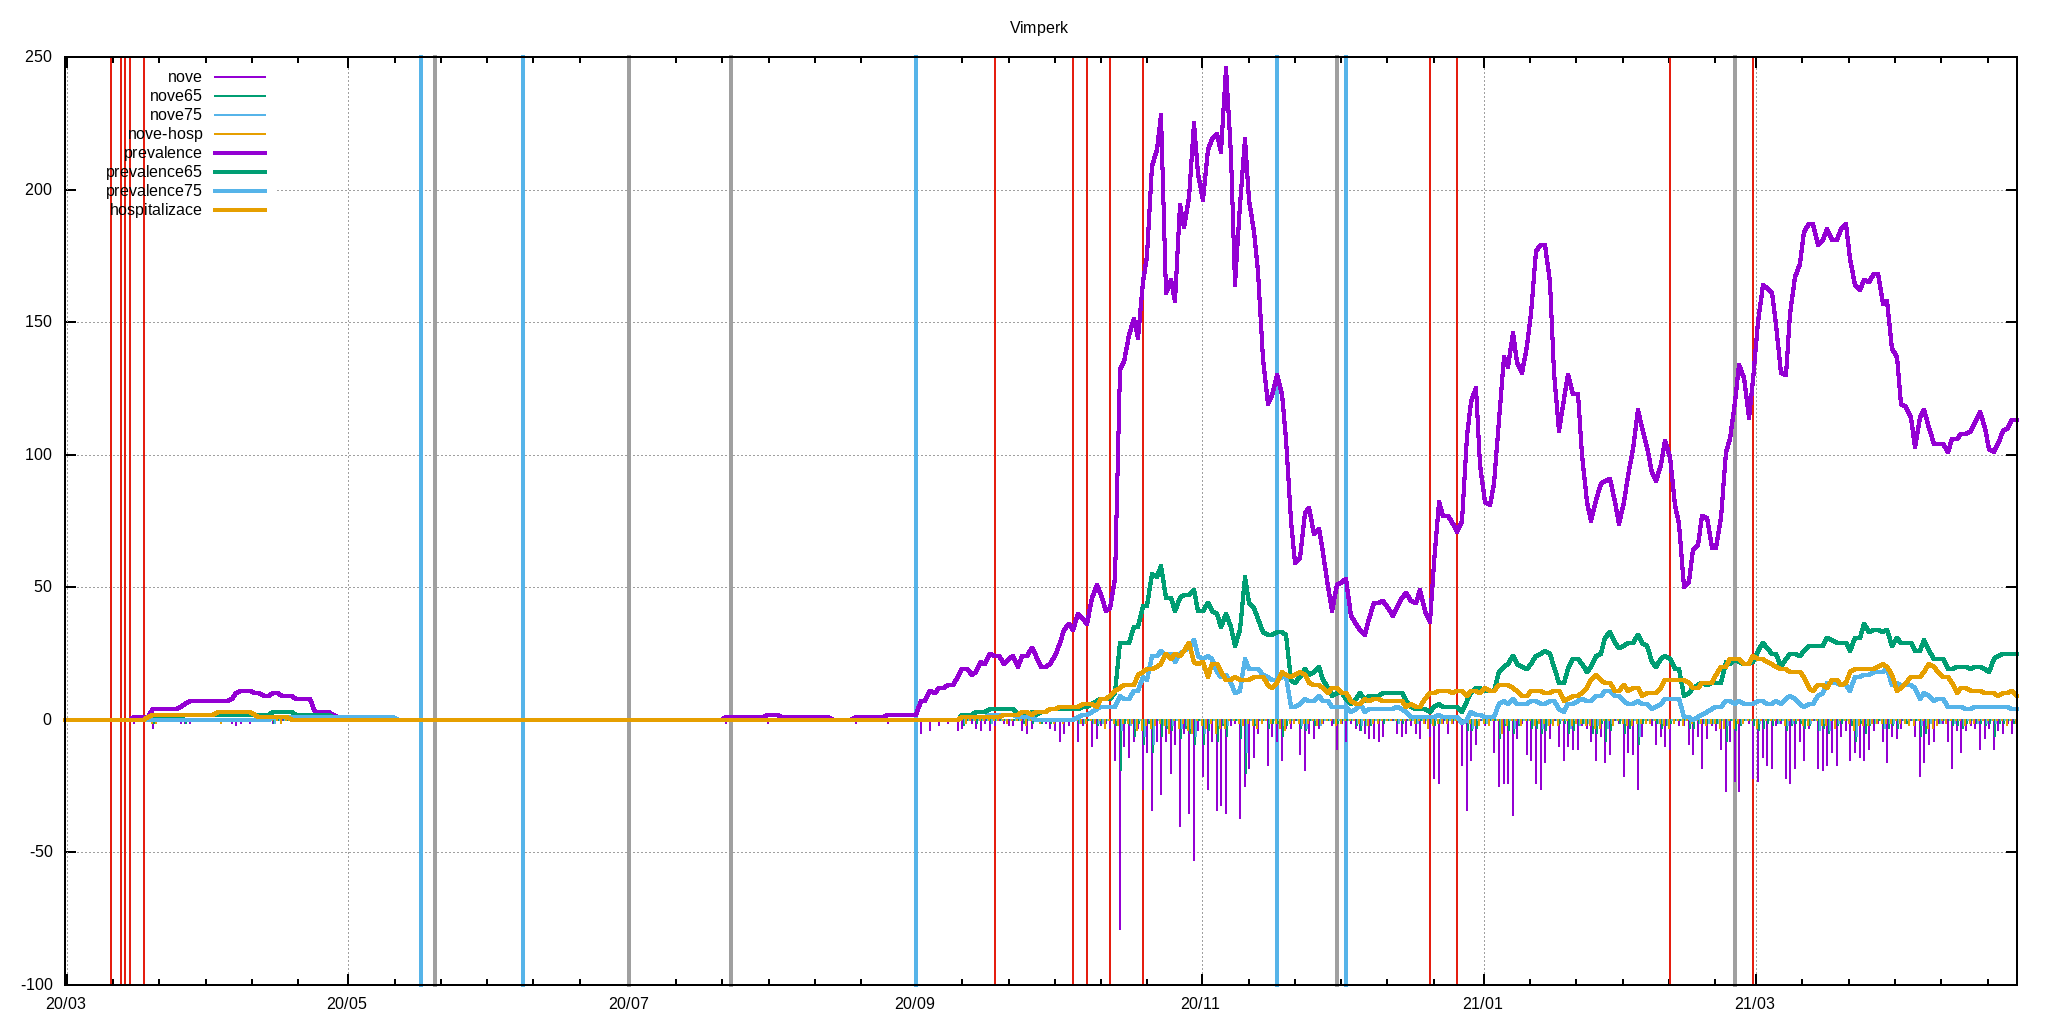 Vimperk
250
200
150
100
50
0
-50
-100
nove
nove65
nove75
nove-hosp
prevalence
prevalence65
prevalence75
hospitalizace
20/03 20/05 20/07 20/09 20/11 21/01 21/03